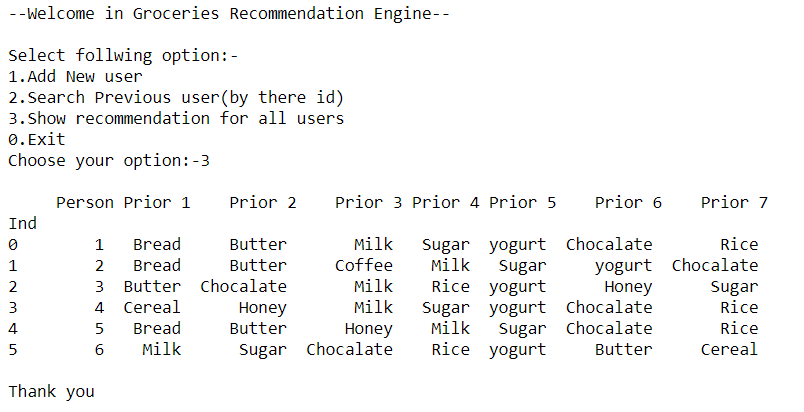 --Welcome in Groceries Recommendation Engine--
Select follwing option:-
1.Add New user
2.Search Previous user(by there id)
3.Show recommendation for all users
0.Exit
Choose your option:-3
Person Prior 1 Prior 2 Prior 3 Prior 4 Prior 5 Prior 6 Prior 7
Ind
0 1 Bread Butter Milk Sugar yogurt Chocalate Rice
1 2 Bread Butter Coffee Milk Sugar yogurt Chocalate
2 3 Butter Chocalate Milk Rice yogurt Honey Sugar
3 4 Cereal Honey Milk Sugar yogurt Chocalate Rice
4 5 Bread Butter Honey Milk Sugar Chocalate Rice
5 6 Milk Sugar Chocalate Rice yogurt Butter Cereal
Thank you